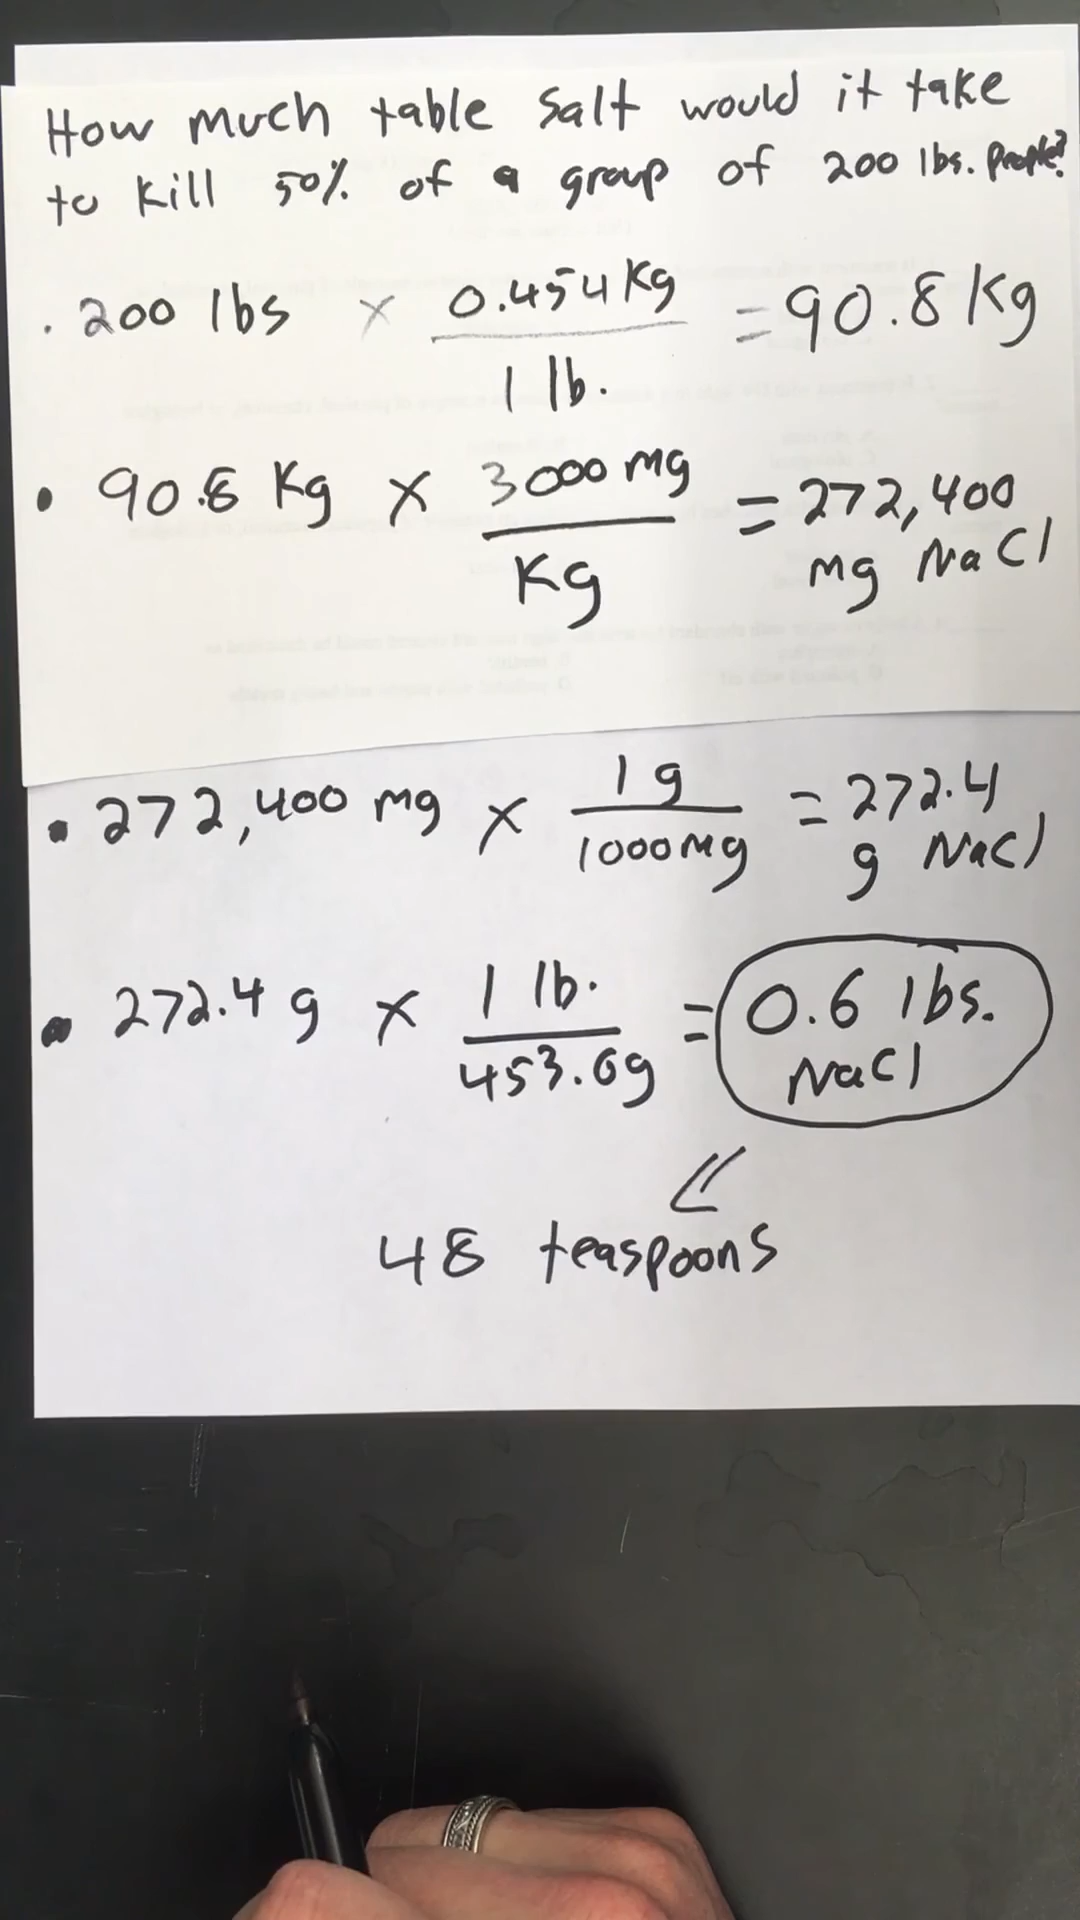 How much table salt would it take
to kill 50% of a group of 200 lbs. people?
. 200 lbs × 0.454 Kg = 90.8 Kg
1 lb.
• 90.8 Kg × 3000 mg = 272,400
Kg mg NaCl
• 272,400 mg × 1 g = 272.4
1000 mg g NaCl
• 272.4 g × 1 lb. = 0.6 lbs.
453.6g NaCl
48 teaspoons